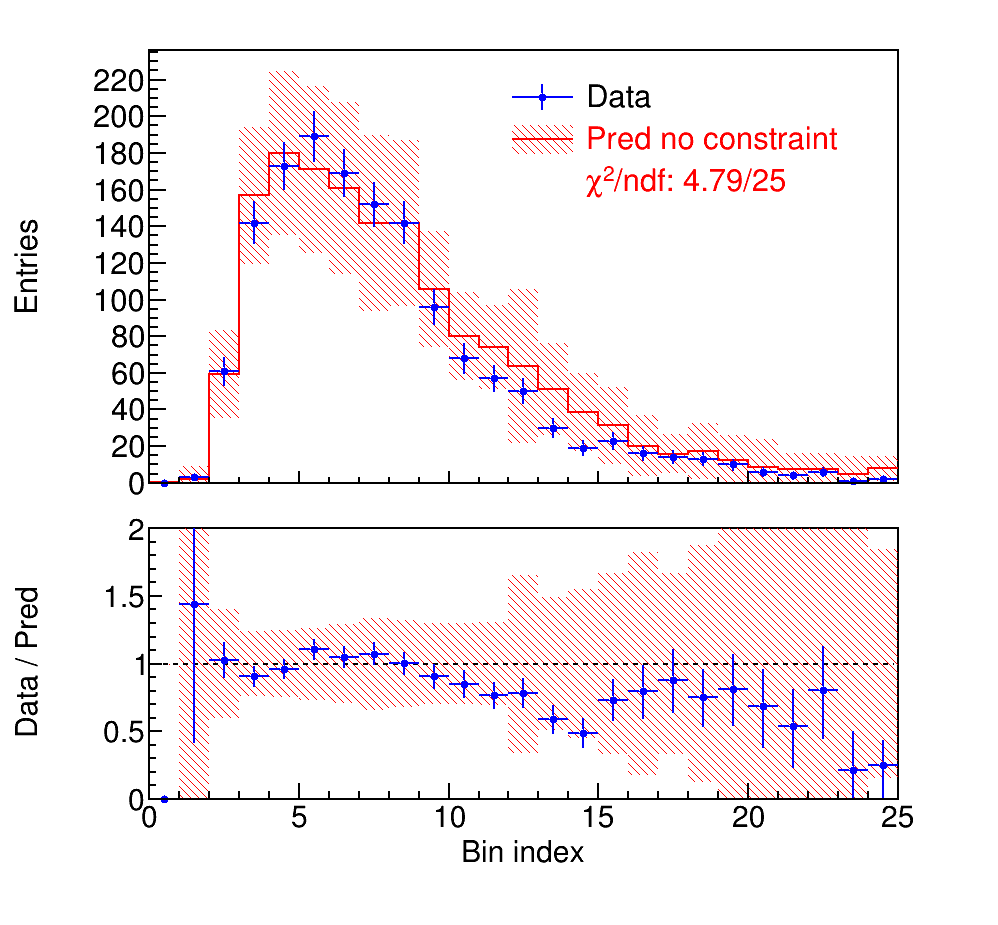 Entries
220
200
180
160
140
120
100
80
60
40
20
0
Data
Pred no constraint
χ²/ndf: 4.79/25
Data / Pred
2
1.5
1
0.5
0
0 5 10 15 20 25
Bin index